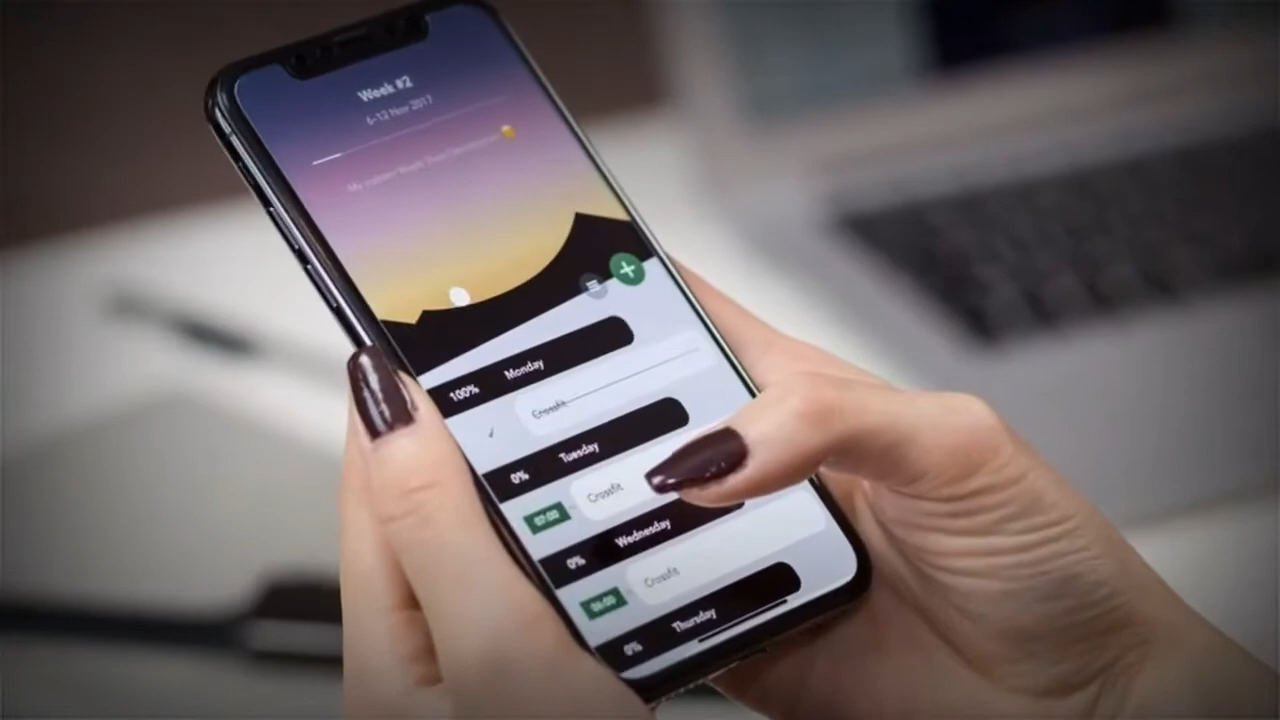 Week #2
6-12 Nov 2017
100% Monday
Crossfit
0% Tuesday
07:00 Crossfit
0% Wednesday
Crossfit
0% Thursday